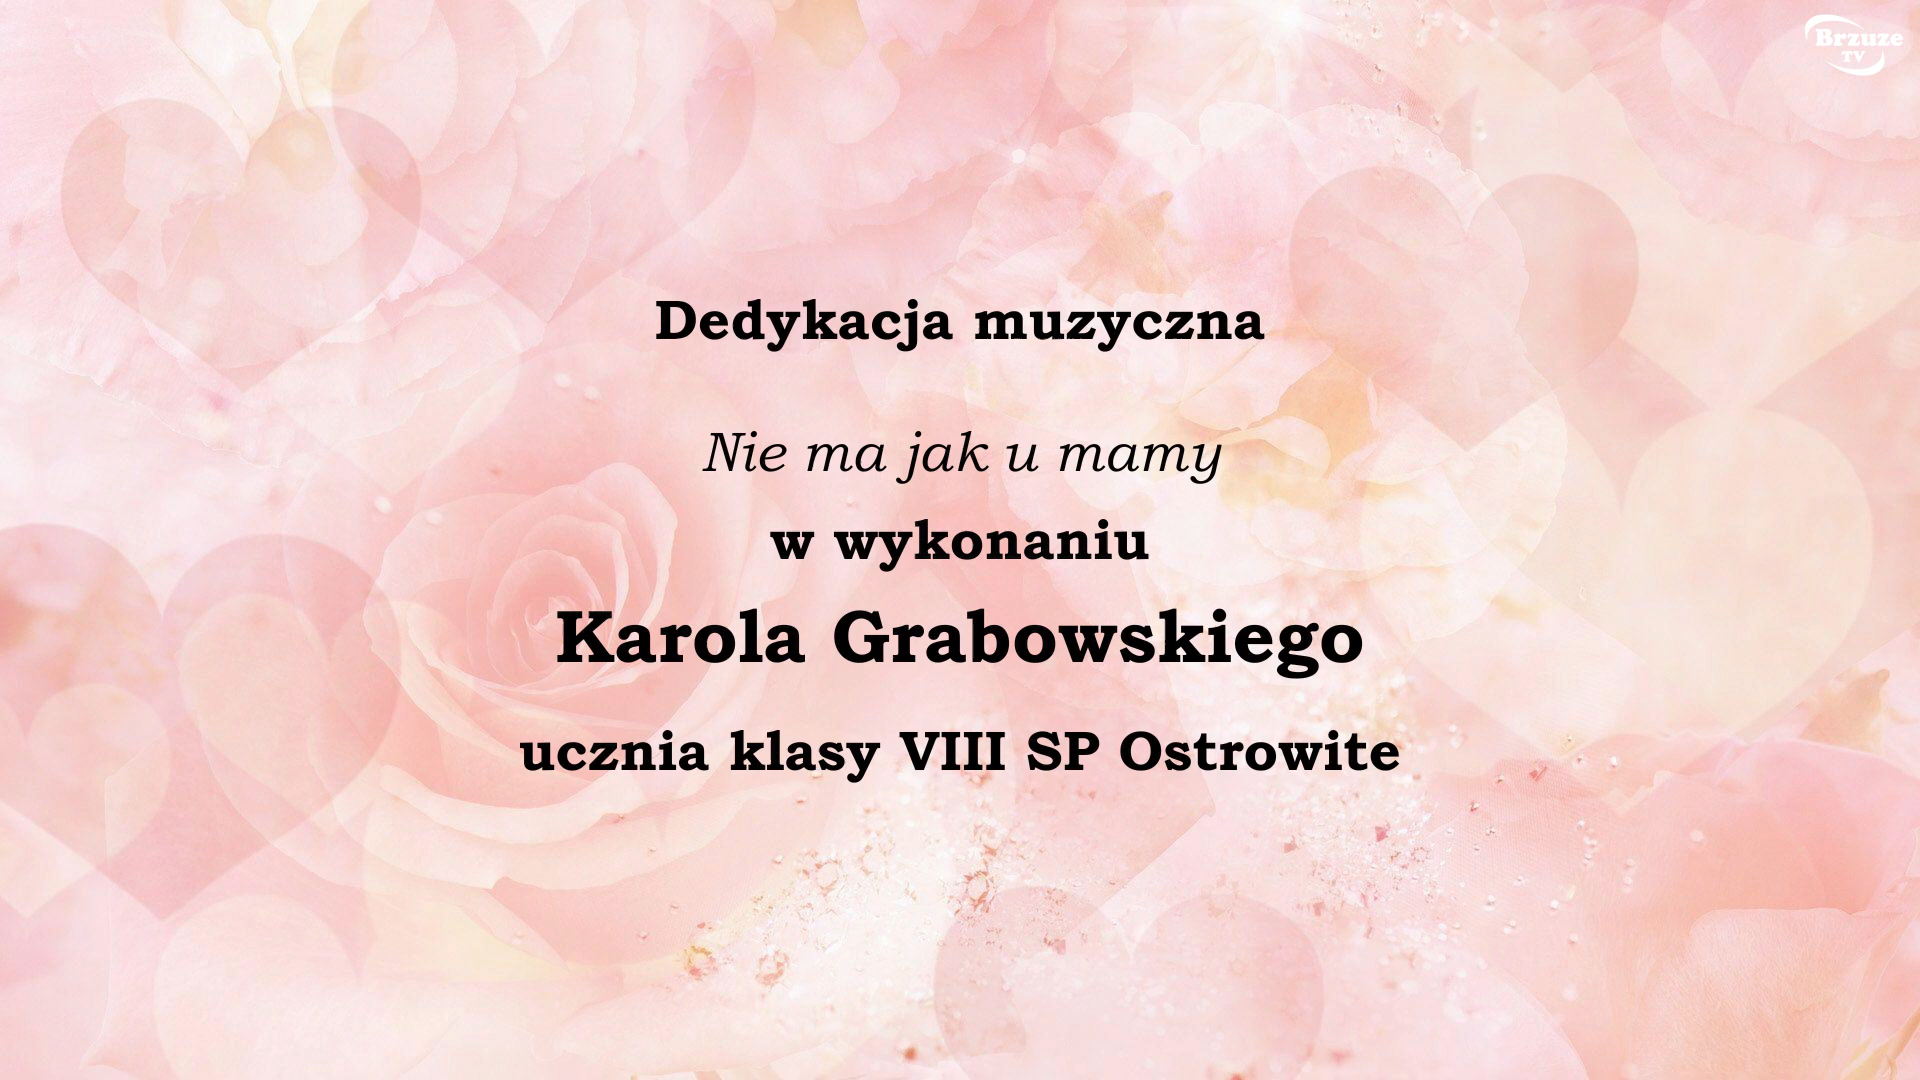 Brzuze
TV
Dedykacja muzyczna
Nie ma jak u mamy
w wykonaniu
Karola Grabowskiego
ucznia klasy VIII SP Ostrowite